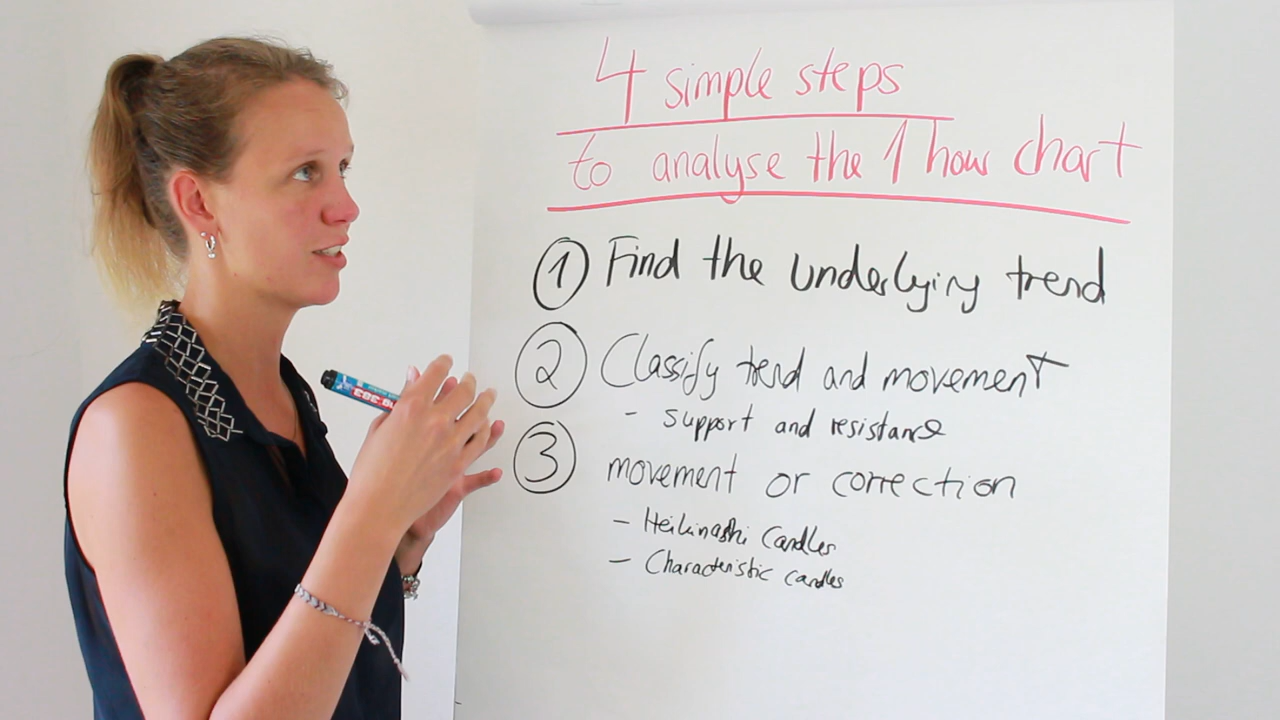 4 simple steps
to analyse the 1 hour chart
1 Find the underlying trend
2 Classify trend and movement
- support and resistance
3 movement or correction
- Heikinashi Candles
- Characteristic candles